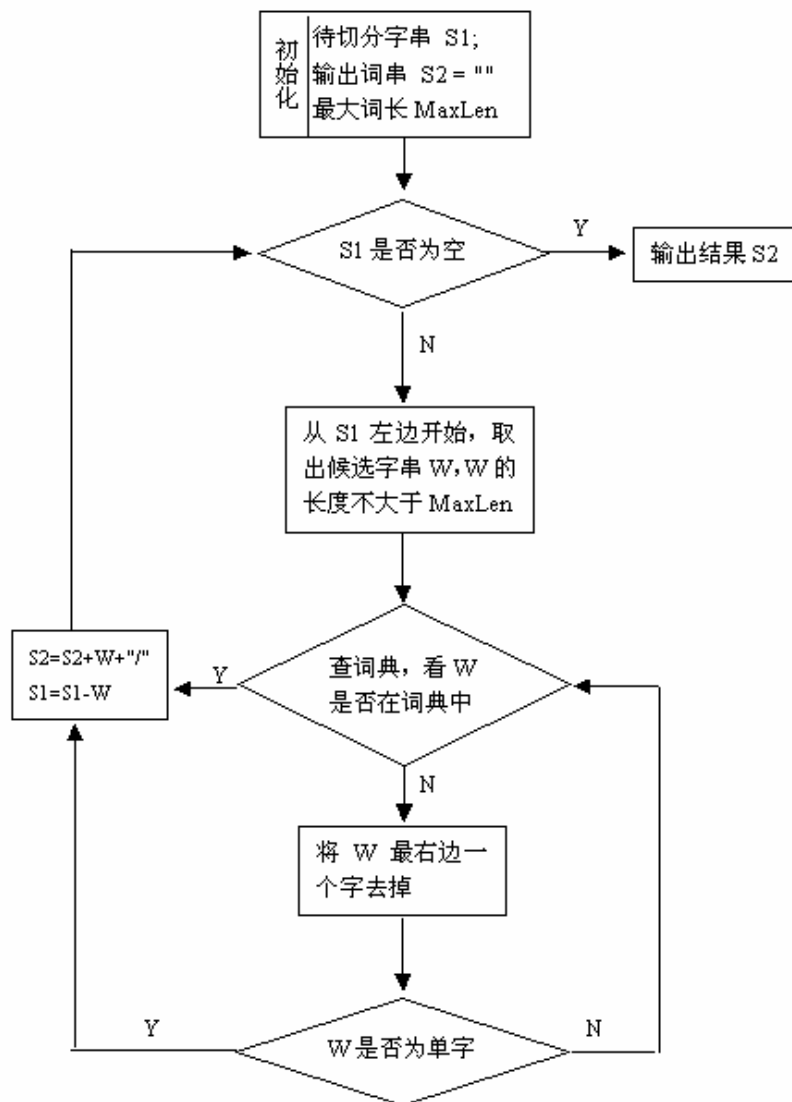 初始化
待切分字串 S1;
输出词串 S2 = ""
最大词长 MaxLen
S1 是否为空
Y
输出结果 S2
N
从 S1 左边开始，取
出候选字串 W，W 的
长度不大于 MaxLen
S2=S2+W+"/"
S1=S1-W
Y
查词典，看 W
是否在词典中
N
将 W 最右边一
个字去掉
Y
W 是否为单字
N